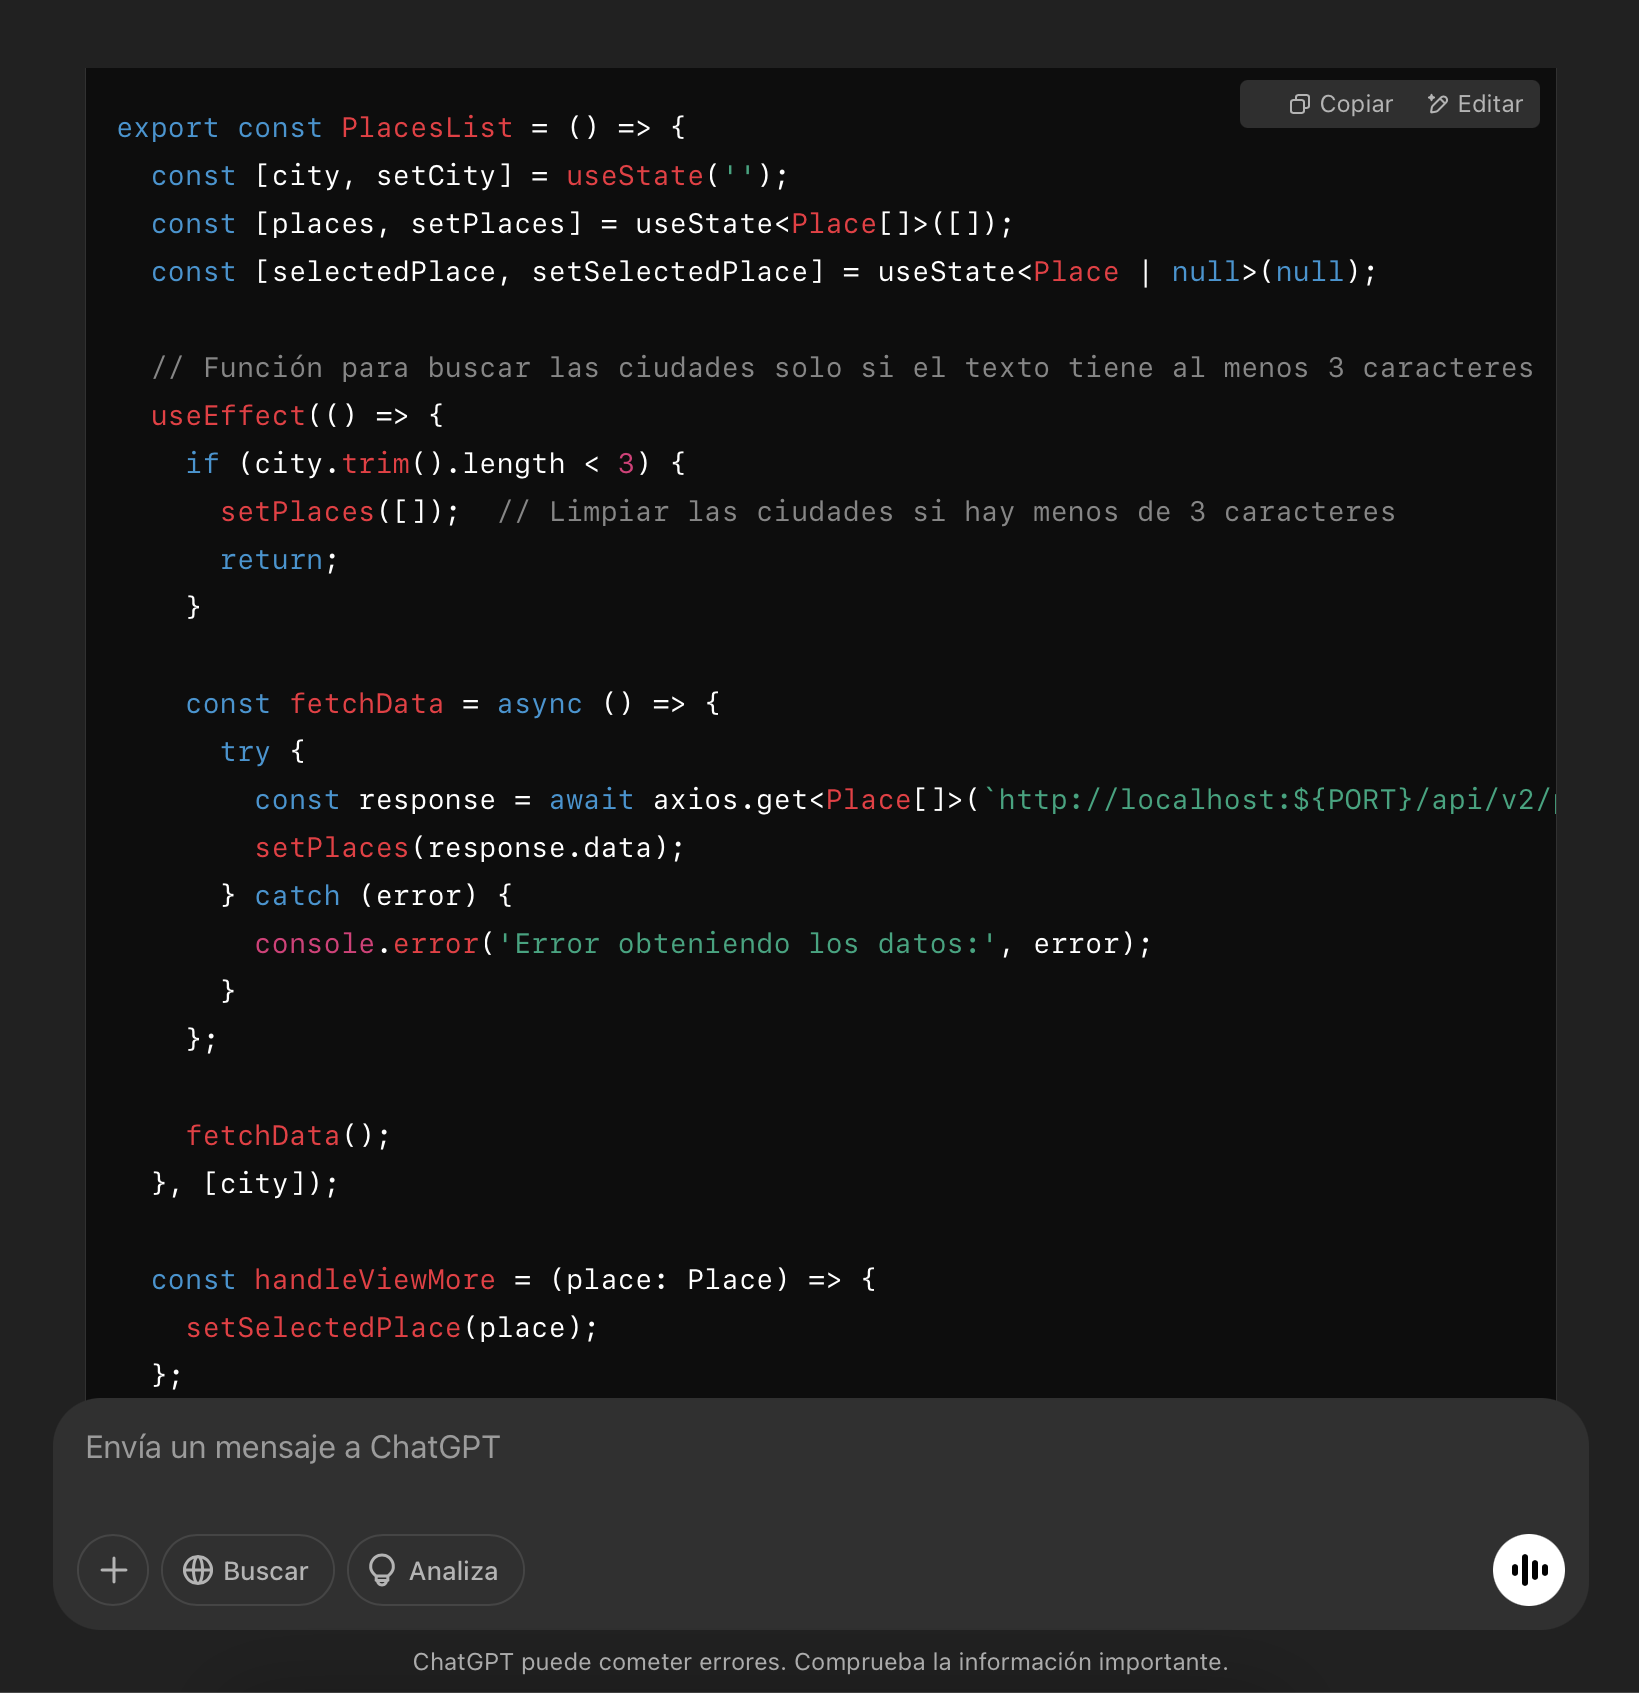 Copiar Editar
export const PlacesList = () => {
  const [city, setCity] = useState('');
  const [places, setPlaces] = useState<Place[]>([]);
  const [selectedPlace, setSelectedPlace] = useState<Place | null>(null);
  // Función para buscar las ciudades solo si el texto tiene al menos 3 caracteres
  useEffect(() => {
    if (city.trim().length < 3) {
      setPlaces([]);  // Limpiar las ciudades si hay menos de 3 caracteres
      return;
    }
    const fetchData = async () => {
      try {
        const response = await axios.get<Place[]>(`http://localhost:${PORT}/api/v2/
        setPlaces(response.data);
      } catch (error) {
        console.error('Error obteniendo los datos:', error);
      }
    };
    fetchData();
  }, [city]);
  const handleViewMore = (place: Place) => {
    setSelectedPlace(place);
  };
Envía un mensaje a ChatGPT
Buscar Analiza
ChatGPT puede cometer errores. Comprueba la información importante.